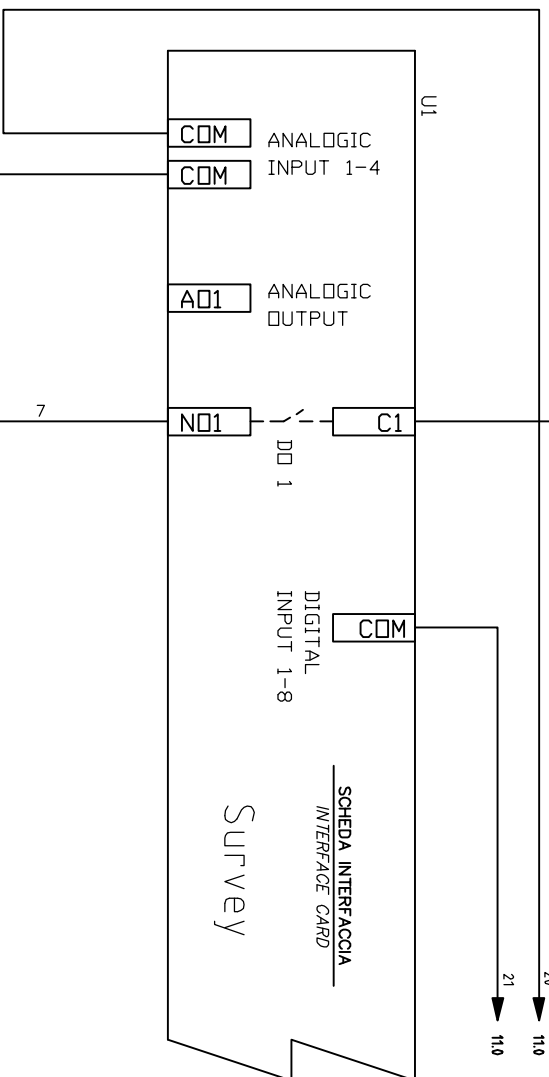 U1
COM
ANALOGIC
INPUT 1-4
COM
AO1
ANALOGIC
OUTPUT
7
NO1
C1
DO 1
COM
DIGITAL
INPUT 1-8
SCHEDA INTERFACCIA
INTERFACE CARD
Survey
21
11.0
11.0